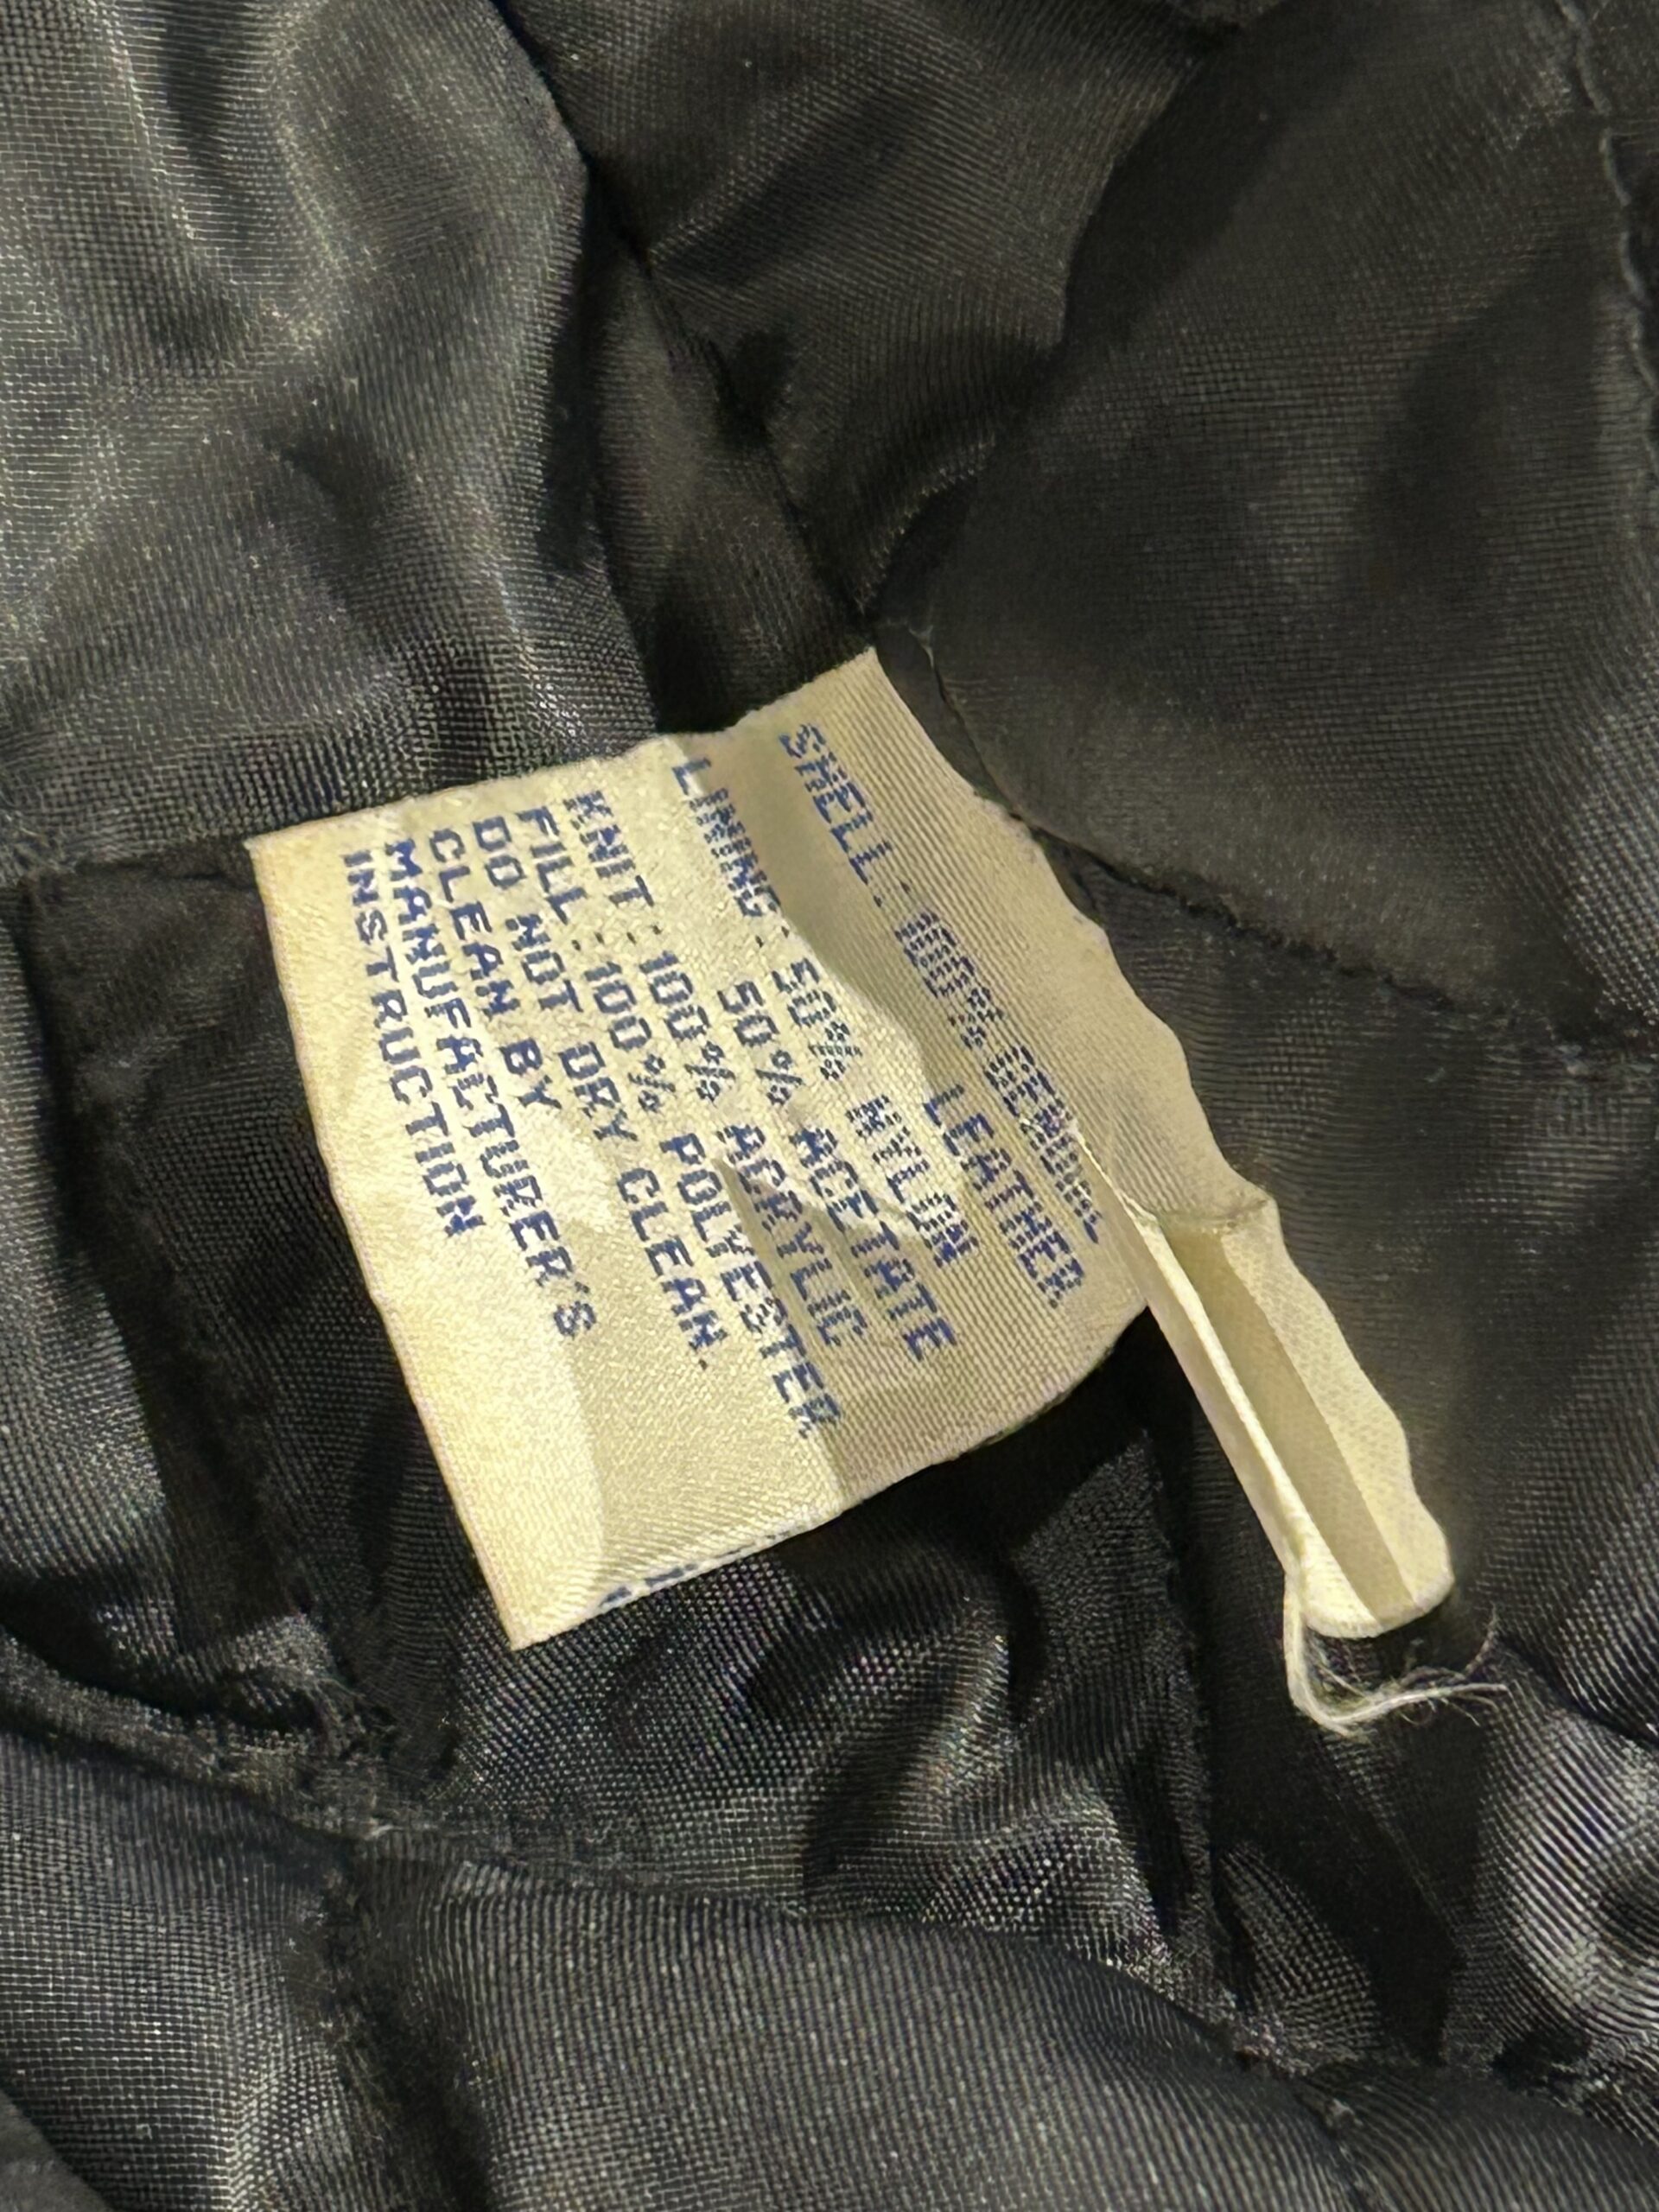 SHELL : 100% GENUINE
LEATHER
LINING : 50% NYLON
50% ACETATE
KNIT : 100% ACRYLIC
FILL : 100% POLYESTER
DO NOT DRY CLEAN.
CLEAN BY
MANUFACTURER'S
INSTRUCTION